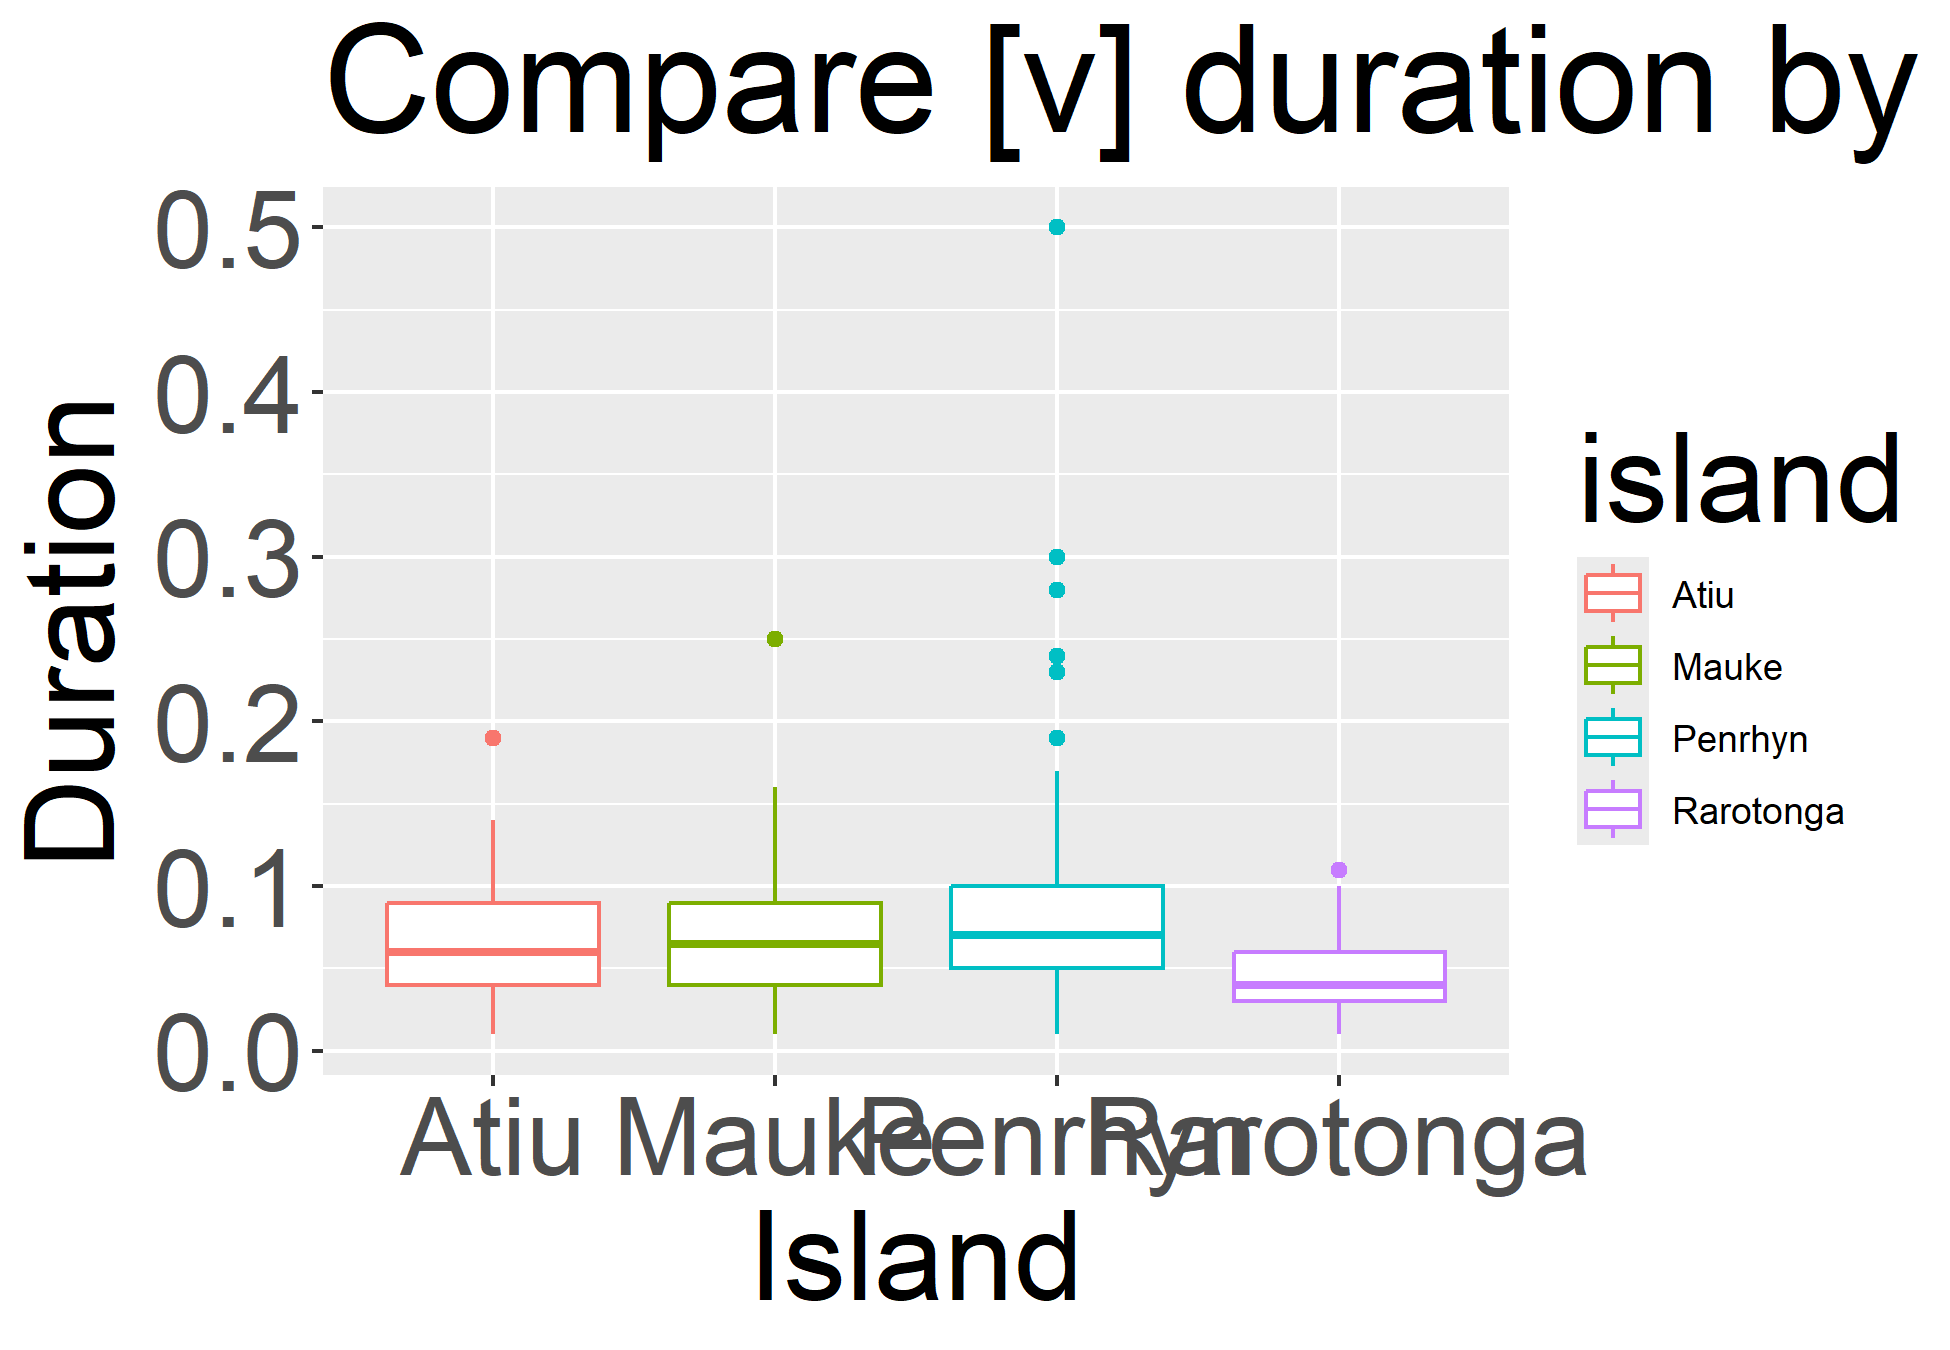 Compare [v] duration by
0.5
0.4
0.3
0.2
0.1
0.0
Duration
Atiu Mauke Penrhyn Rarotonga
Island
island
Atiu
Mauke
Penrhyn
Rarotonga